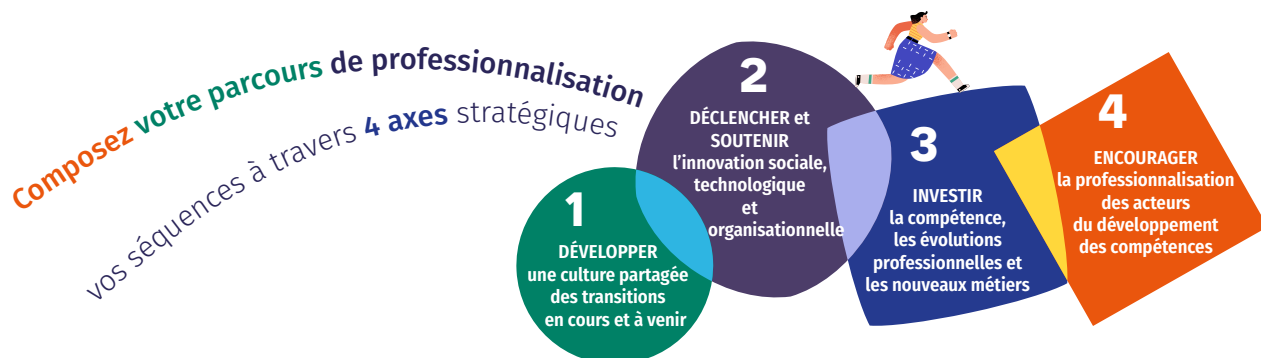 Composez votre parcours de professionnalisation
vos séquences à travers 4 axes stratégiques
1
DÉVELOPPER
une culture partagée
des transitions
en cours et à venir
2
DÉCLENCHER et
SOUTENIR
l'innovation sociale,
technologique
et
organisationnelle
3
INVESTIR
la compétence,
les évolutions
professionnelles et
les nouveaux métiers
4
ENCOURAGER
la professionnalisation
des acteurs
du développement
des compétences